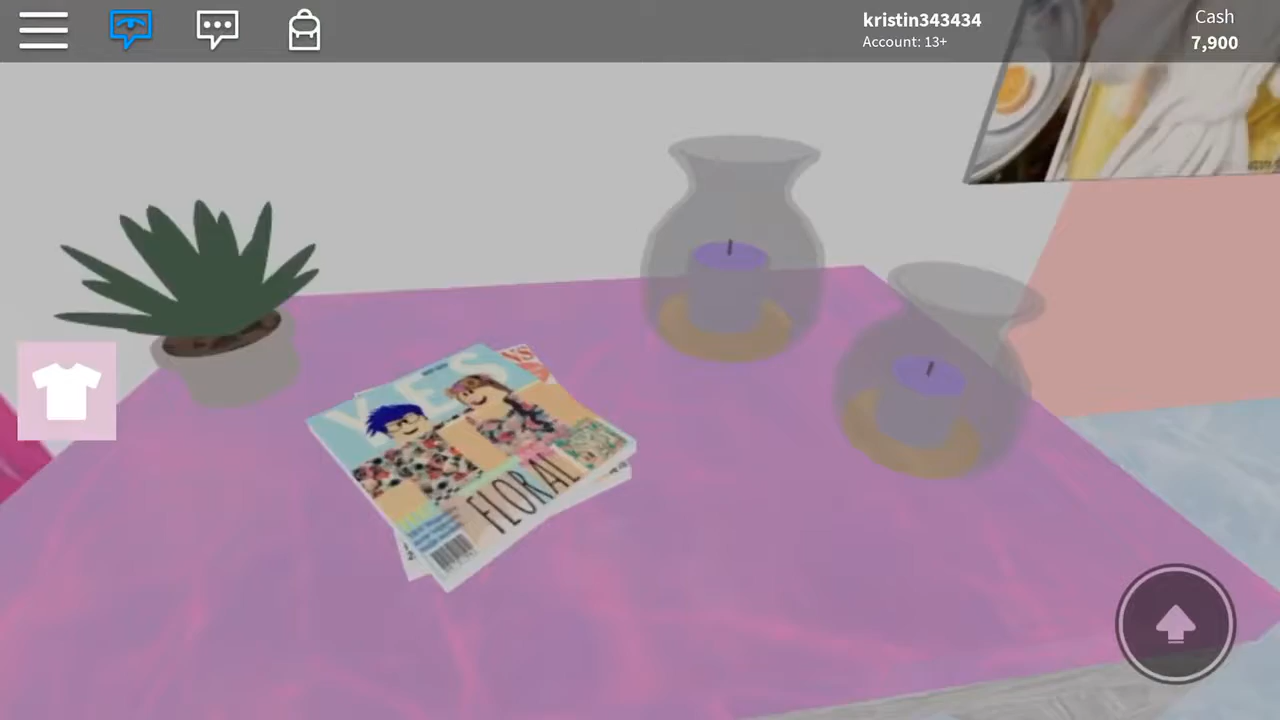 kristin343434
Account: 13+
Cash
7,900
YES
FLORAL